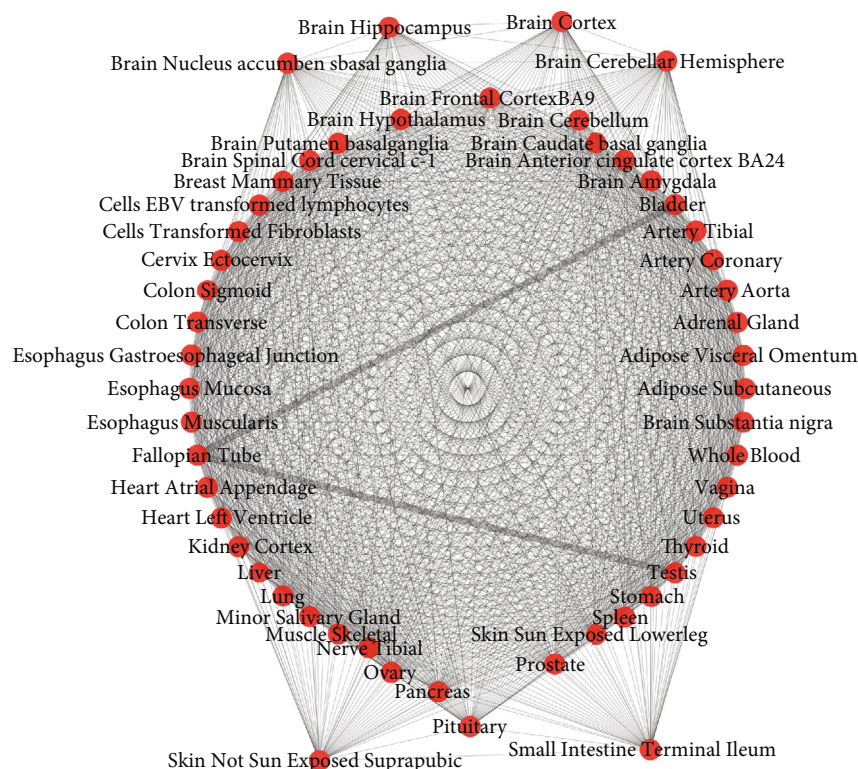 Brain Cortex
Brain Hippocampus
Brain Nucleus accumben sbasal ganglia
Brain Cerebellar Hemisphere
Brain Frontal CortexBA9
Brain Hypothalamus
Brain Cerebellum
Brain Putamen basalganglia
Brain Caudate basal ganglia
Brain Spinal Cord cervical c-1
Brain Anterior cingulate cortex BA24
Breast Mammary Tissue
Brain Amygdala
Cells EBV transformed lymphocytes
Bladder
Cells Transformed Fibroblasts
Artery Tibial
Cervix Ectocervix
Artery Coronary
Colon Sigmoid
Artery Aorta
Colon Transverse
Adrenal Gland
Esophagus Gastroesophageal Junction
Adipose Visceral Omentum
Esophagus Mucosa
Adipose Subcutaneous
Esophagus Muscularis
Brain Substantia nigra
Fallopian Tube
Whole Blood
Heart Atrial Appendage
Vagina
Heart Left Ventricle
Uterus
Kidney Cortex
Thyroid
Liver
Testis
Lung
Stomach
Minor Salivary Gland
Spleen
Muscle Skeletal
Skin Sun Exposed Lowerleg
Nerve Tibial
Prostate
Ovary
Pancreas
Pituitary
Small Intestine Terminal Ileum
Skin Not Sun Exposed Suprapubic